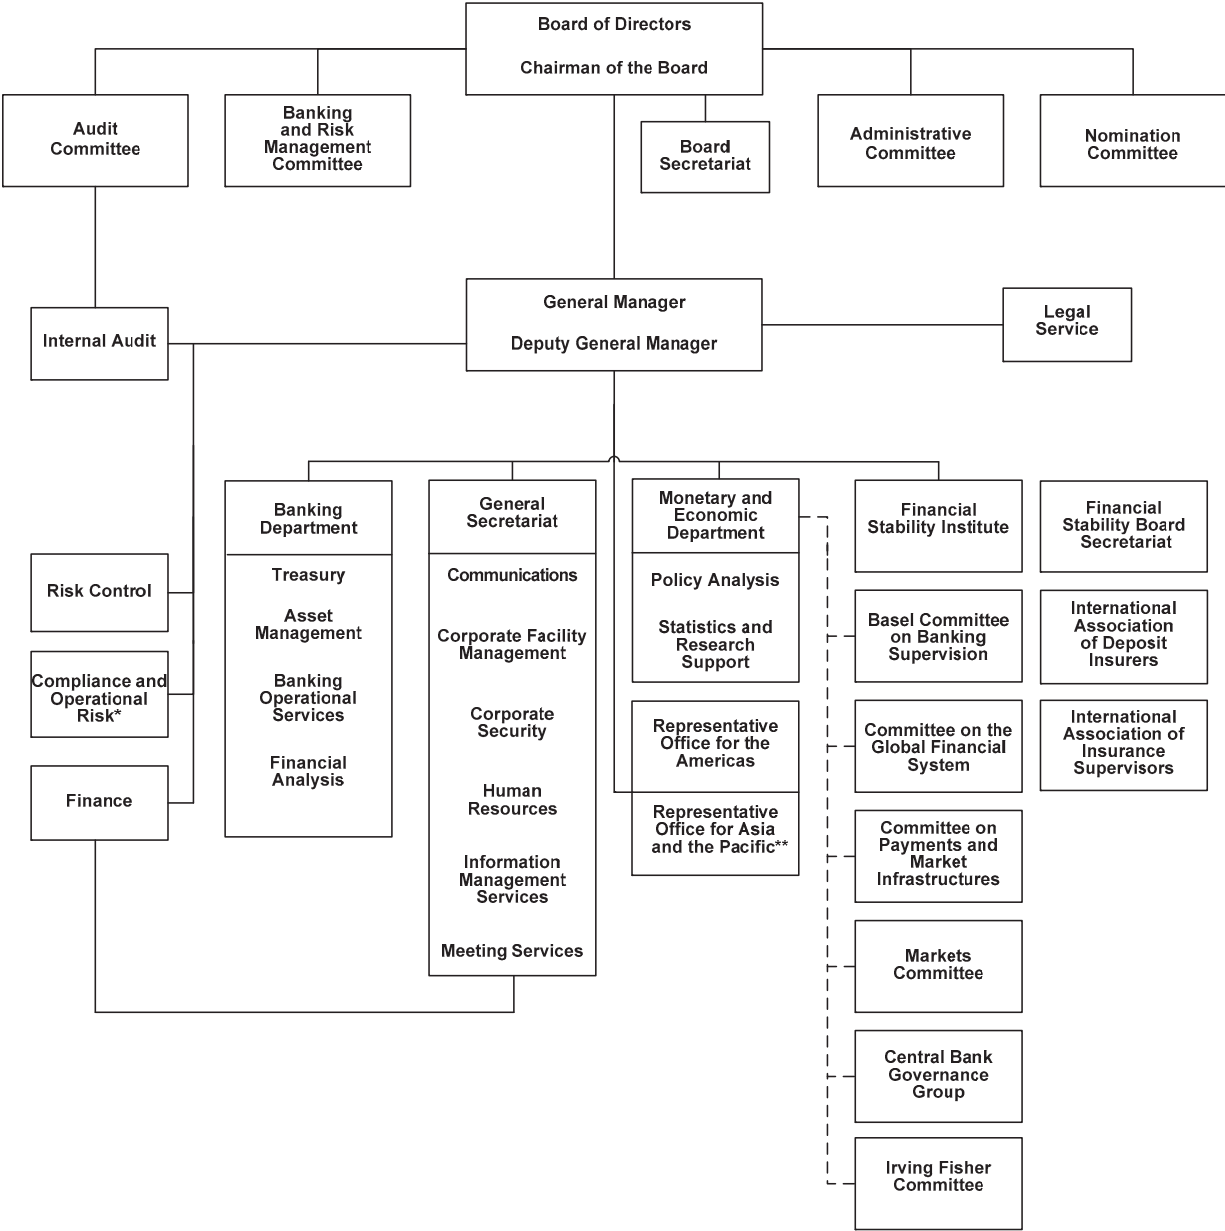 Board of Directors
Chairman of the Board
Audit
Committee
Banking
and Risk
Management
Committee
Board
Secretariat
Administrative
Committee
Nomination
Committee
Internal Audit
General Manager
Deputy General Manager
Legal
Service
Risk Control
Compliance and
Operational
Risk*
Finance
Banking
Department
Treasury
Asset
Management
Banking
Operational
Services
Financial
Analysis
General
Secretariat
Communications
Corporate Facility
Management
Corporate
Security
Human
Resources
Information
Management
Services
Meeting Services
Monetary and
Economic
Department
Policy Analysis
Statistics and
Research
Support
Representative
Office for the
Americas
Representative
Office for Asia
and the Pacific**
Financial
Stability Institute
Basel Committee
on Banking
Supervision
Committee on the
Global Financial
System
Committee on
Payments and
Market
Infrastructures
Markets
Committee
Central Bank
Governance
Group
Irving Fisher
Committee
Financial
Stability Board
Secretariat
International
Association
of Deposit
Insurers
International
Association of
Insurance
Supervisors